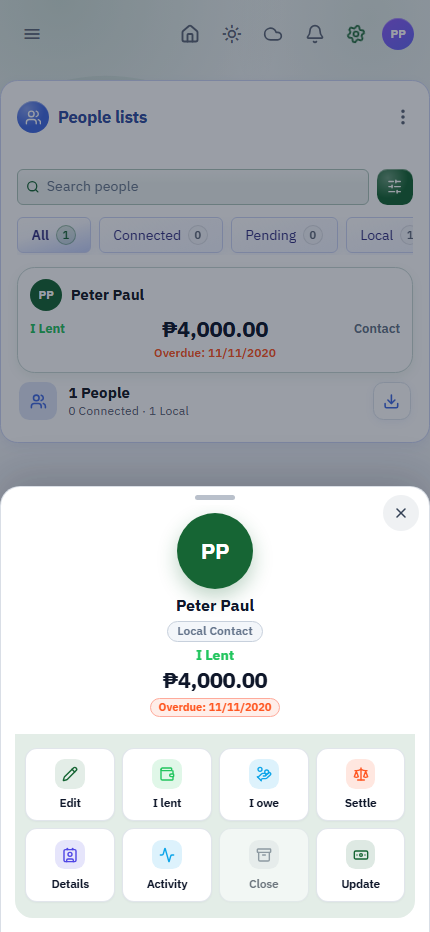 PP
People lists
Search people
All 1
Connected 0
Pending 0
Local 1
PP Peter Paul
I Lent
₱4,000.00
Contact
Overdue: 11/11/2020
1 People
0 Connected · 1 Local
PP
Peter Paul
Local Contact
I Lent
₱4,000.00
Overdue: 11/11/2020
Edit
I lent
I owe
Settle
Details
Activity
Close
Update